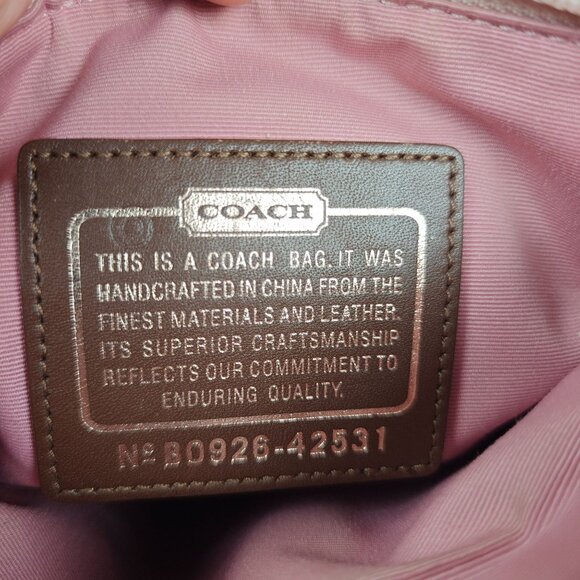 COACH
THIS IS A COACH BAG. IT WAS
HANDCRAFTED IN CHINA FROM THE
FINEST MATERIALS AND LEATHER.
ITS SUPERIOR CRAFTSMANSHIP
REFLECTS OUR COMMITMENT TO
ENDURING QUALITY.
Nº B0926-42531